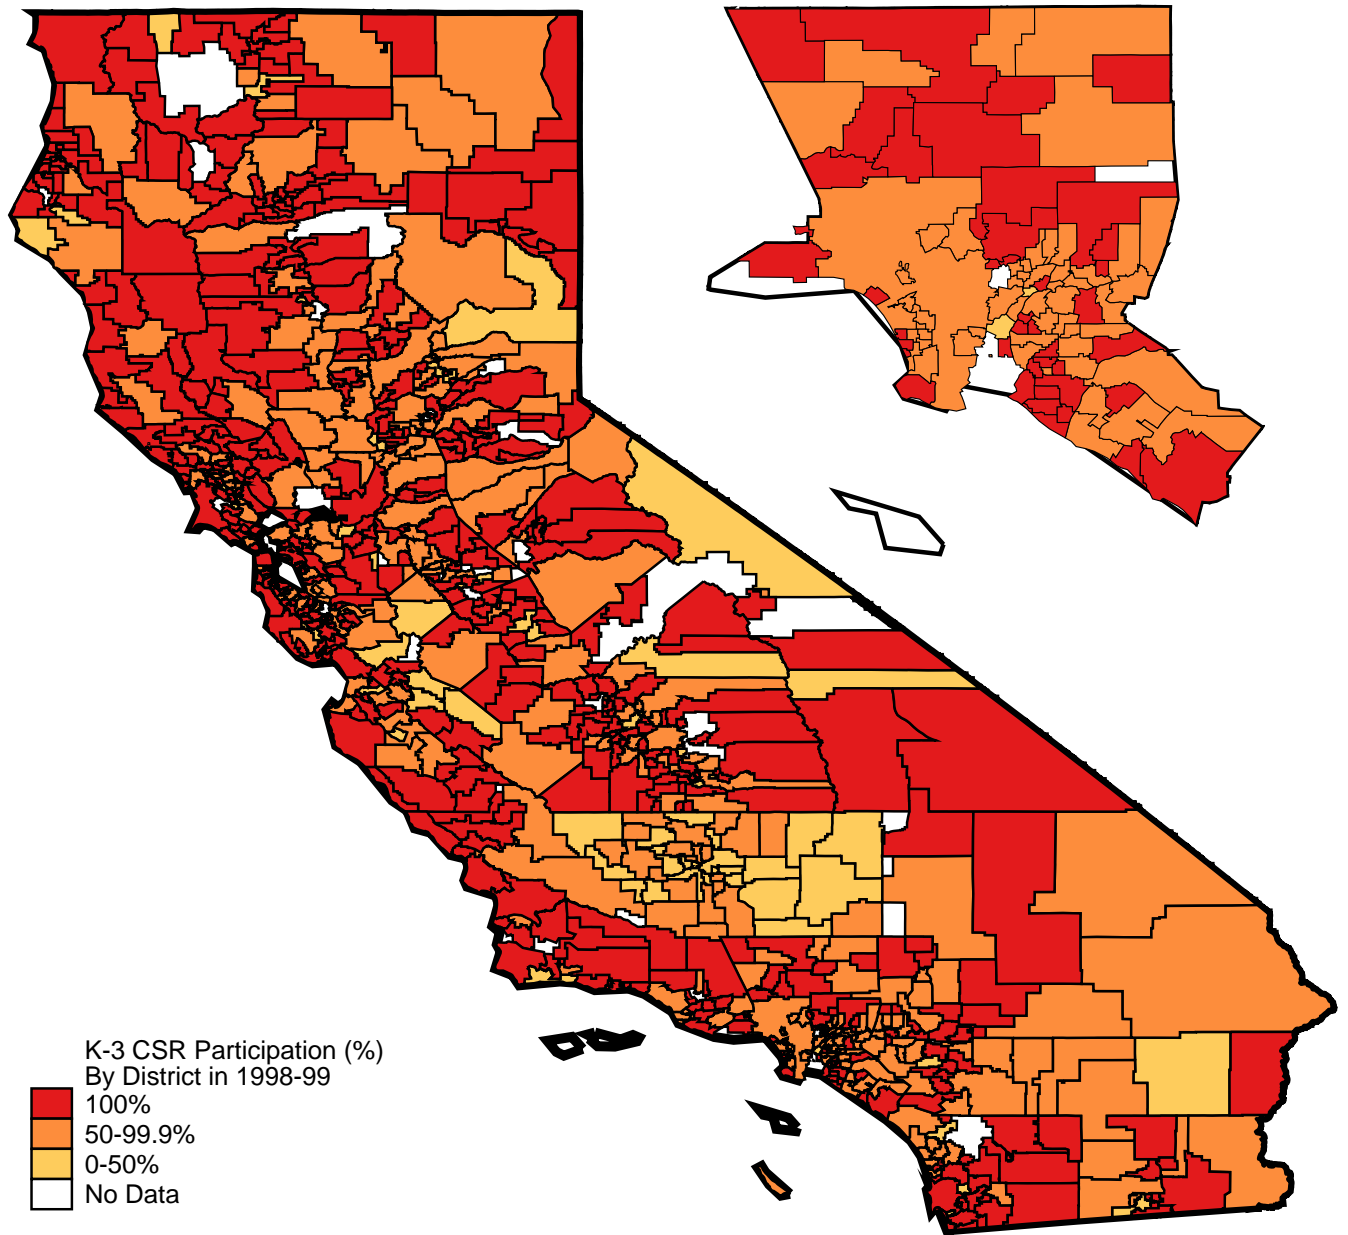 K-3 CSR Participation (%)
By District in 1998-99
100%
50-99.9%
0-50%
No Data